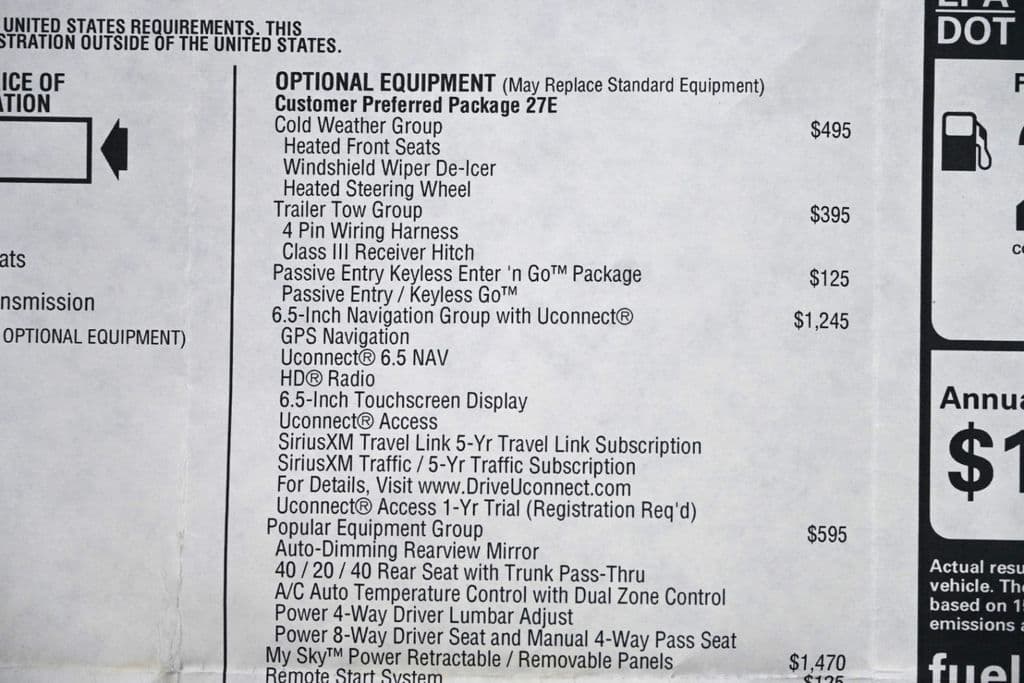 UNITED STATES REQUIREMENTS. THIS
STRATION OUTSIDE OF THE UNITED STATES.
ICE OF
ATION
ats
nsmission
OPTIONAL EQUIPMENT)
OPTIONAL EQUIPMENT (May Replace Standard Equipment)
Customer Preferred Package 27E
Cold Weather Group $495
Heated Front Seats
Windshield Wiper De-Icer
Heated Steering Wheel
Trailer Tow Group $395
4 Pin Wiring Harness
Class III Receiver Hitch
Passive Entry Keyless Enter 'n Go™ Package $125
Passive Entry / Keyless Go™
6.5-Inch Navigation Group with Uconnect® $1,245
GPS Navigation
Uconnect® 6.5 NAV
HD® Radio
6.5-Inch Touchscreen Display
Uconnect® Access
SiriusXM Travel Link 5-Yr Travel Link Subscription
SiriusXM Traffic / 5-Yr Traffic Subscription
For Details, Visit www.DriveUconnect.com
Uconnect® Access 1-Yr Trial (Registration Req'd)
Popular Equipment Group $595
Auto-Dimming Rearview Mirror
40 / 20 / 40 Rear Seat with Trunk Pass-Thru
A/C Auto Temperature Control with Dual Zone Control
Power 4-Way Driver Lumbar Adjust
Power 8-Way Driver Seat and Manual 4-Way Pass Seat
My Sky™ Power Retractable / Removable Panels $1,470
Remote Start System $125
EPA
DOT
F
Annua
$1
Actual resu
vehicle. The
based on 1
emissions a
fuel